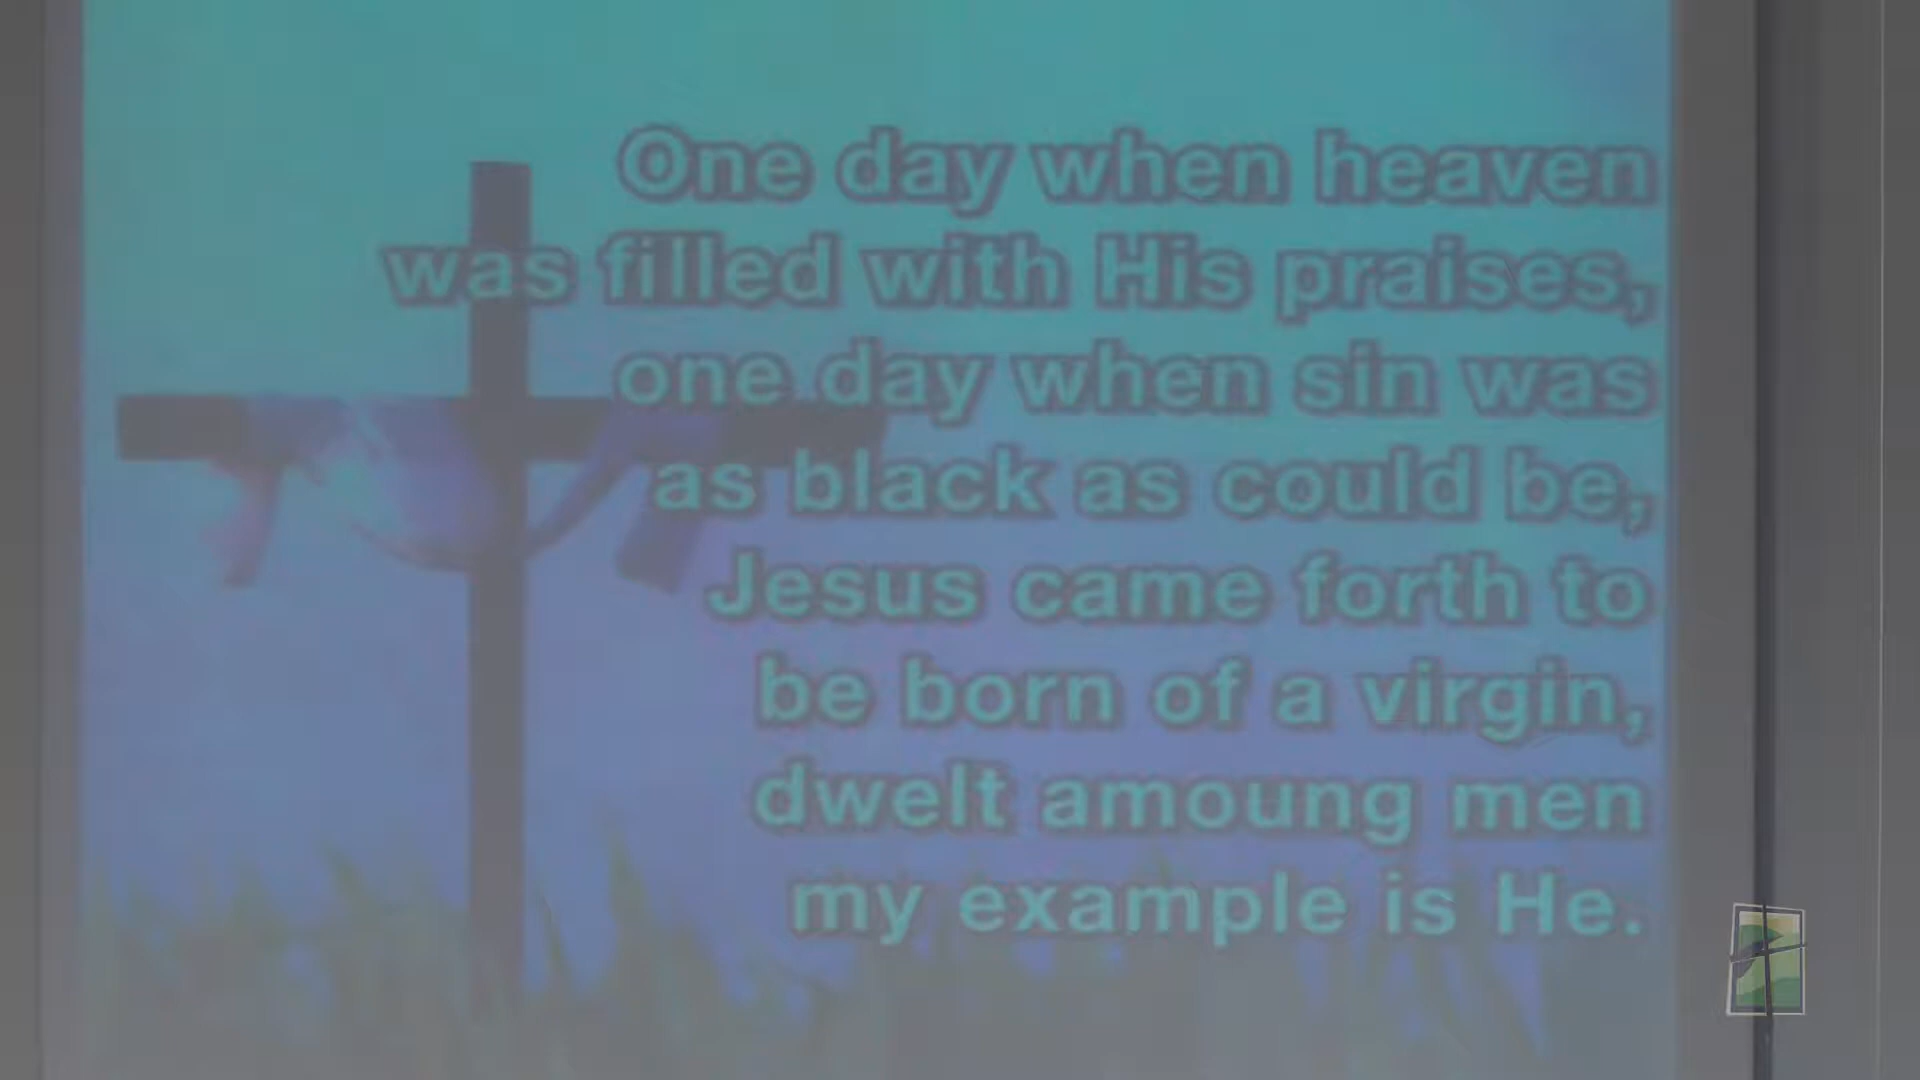 One day when heaven
was filled with His praises,
one day when sin was
as black as could be,
Jesus came forth to
be born of a virgin,
dwelt amoung men
my example is He.